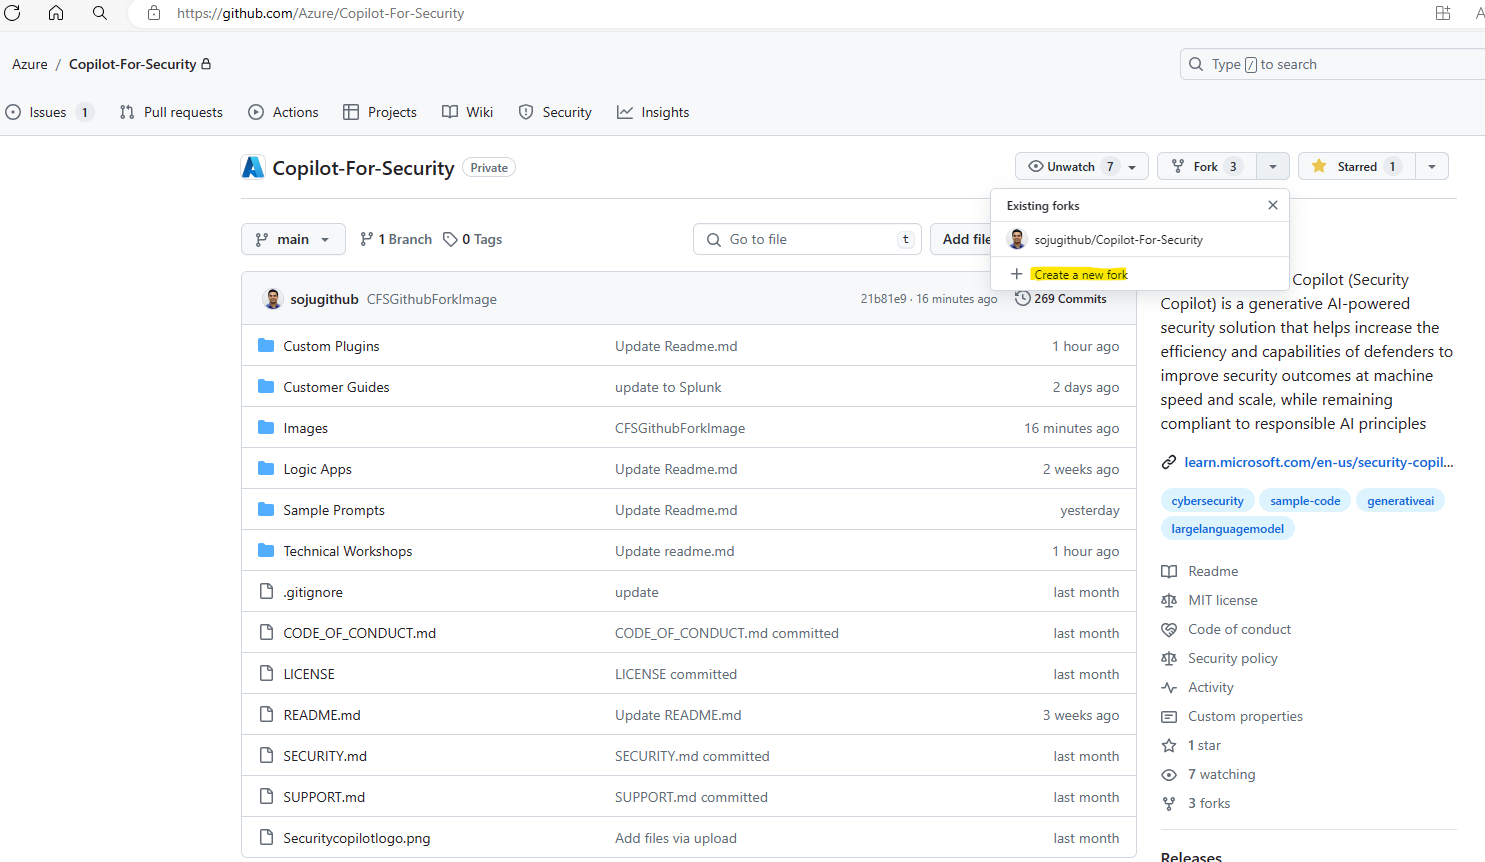 https://github.com/Azure/Copilot-For-Security
Azure / Copilot-For-Security
Type / to search
Issues 1 Pull requests Actions Projects Wiki Security Insights
Copilot-For-Security Private
Unwatch 7 Fork 3 Starred 1
Existing forks
sojugithub/Copilot-For-Security
Create a new fork
main 1 Branch 0 Tags Go to file t Add file
sojugithub CFSGithubForkImage 21b81e9 · 16 minutes ago 269 Commits
Custom Plugins Update Readme.md 1 hour ago
Customer Guides update to Splunk 2 days ago
Images CFSGithubForkImage 16 minutes ago
Logic Apps Update Readme.md 2 weeks ago
Sample Prompts Update Readme.md yesterday
Technical Workshops Update readme.md 1 hour ago
.gitignore update last month
CODE_OF_CONDUCT.md CODE_OF_CONDUCT.md committed last month
LICENSE LICENSE committed last month
README.md Update README.md 3 weeks ago
SECURITY.md SECURITY.md committed last month
SUPPORT.md SUPPORT.md committed last month
Securitycopilotlogo.png Add files via upload last month
Copilot (Security
Copilot) is a generative AI-powered
security solution that helps increase the
efficiency and capabilities of defenders to
improve security outcomes at machine
speed and scale, while remaining
compliant to responsible AI principles
learn.microsoft.com/en-us/security-copil...
cybersecurity sample-code generativeai
largelanguagemodel
Readme
MIT license
Code of conduct
Security policy
Activity
Custom properties
1 star
7 watching
3 forks
Releases